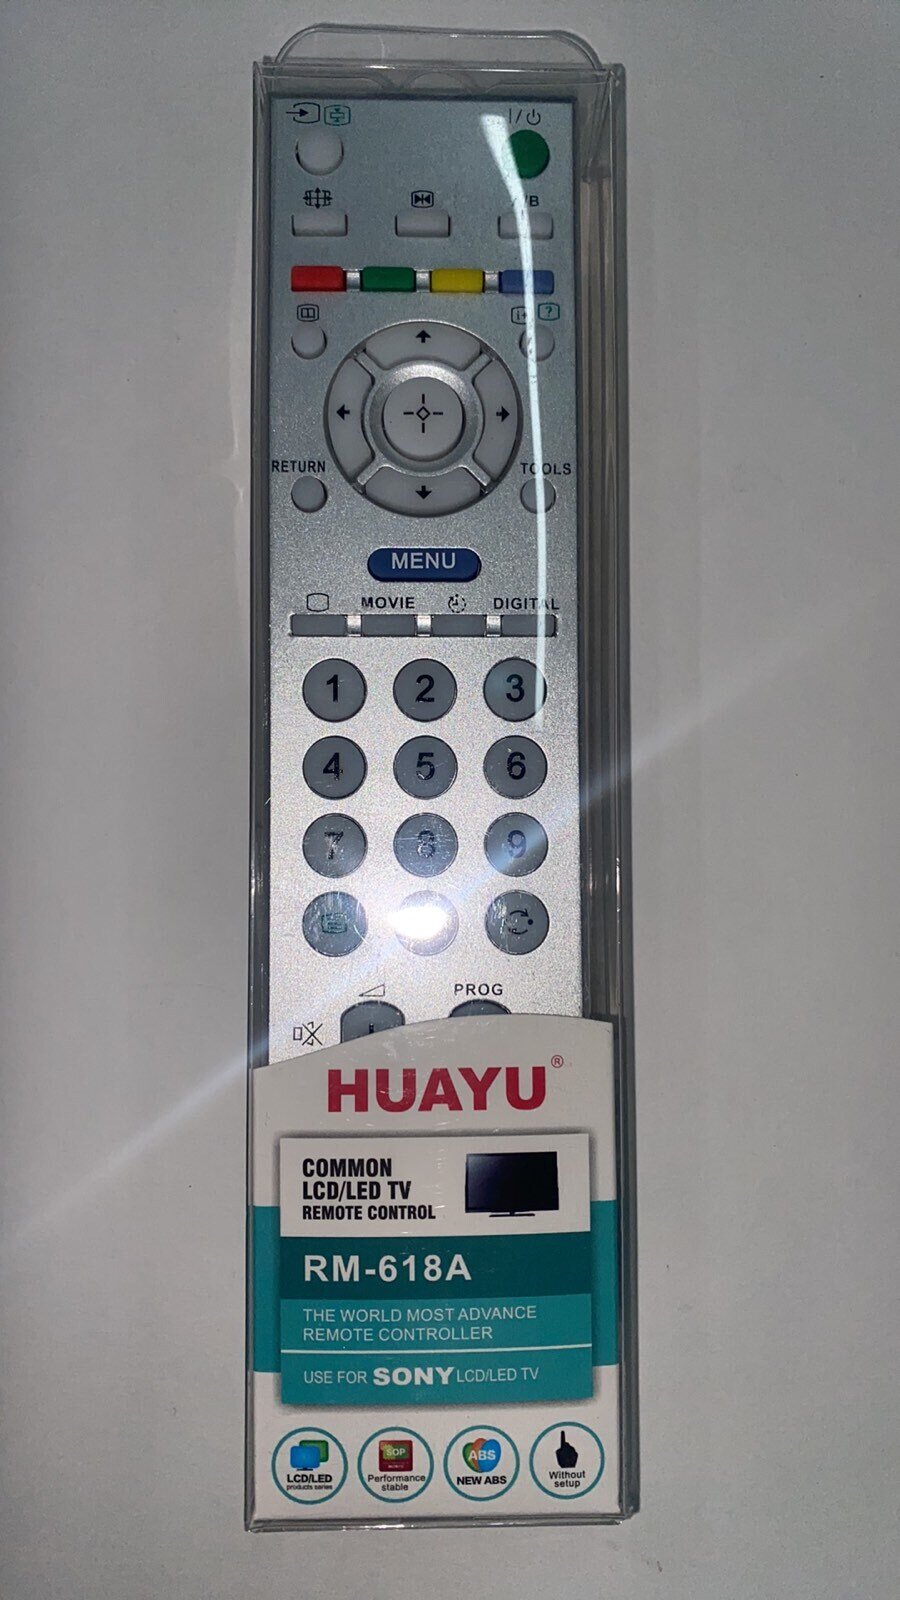 I/⏻
/B
i+ ?
RETURN TOOLS
MENU
MOVIE DIGITAL
1 2 3
4 5 6
7 8 9
PROG
+
HUAYU®
COMMON
LCD/LED TV
REMOTE CONTROL
RM-618A
THE WORLD MOST ADVANCE
REMOTE CONTROLLER
USE FOR SONY LCD/LED TV
LCD/LED
products series
SOP
Performance
stable
ABS
NEW ABS
Without
setup